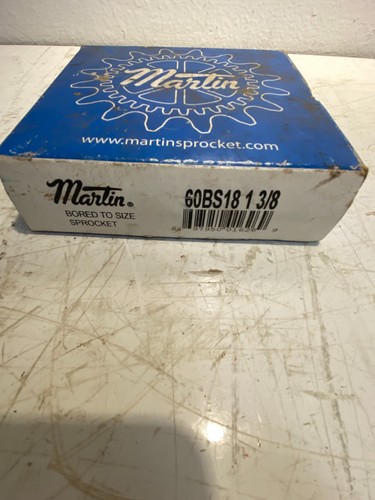 Martin
www.martinsprocket.com
Martin®
BORED TO SIZE
SPROCKET
60BS18 1 3/8